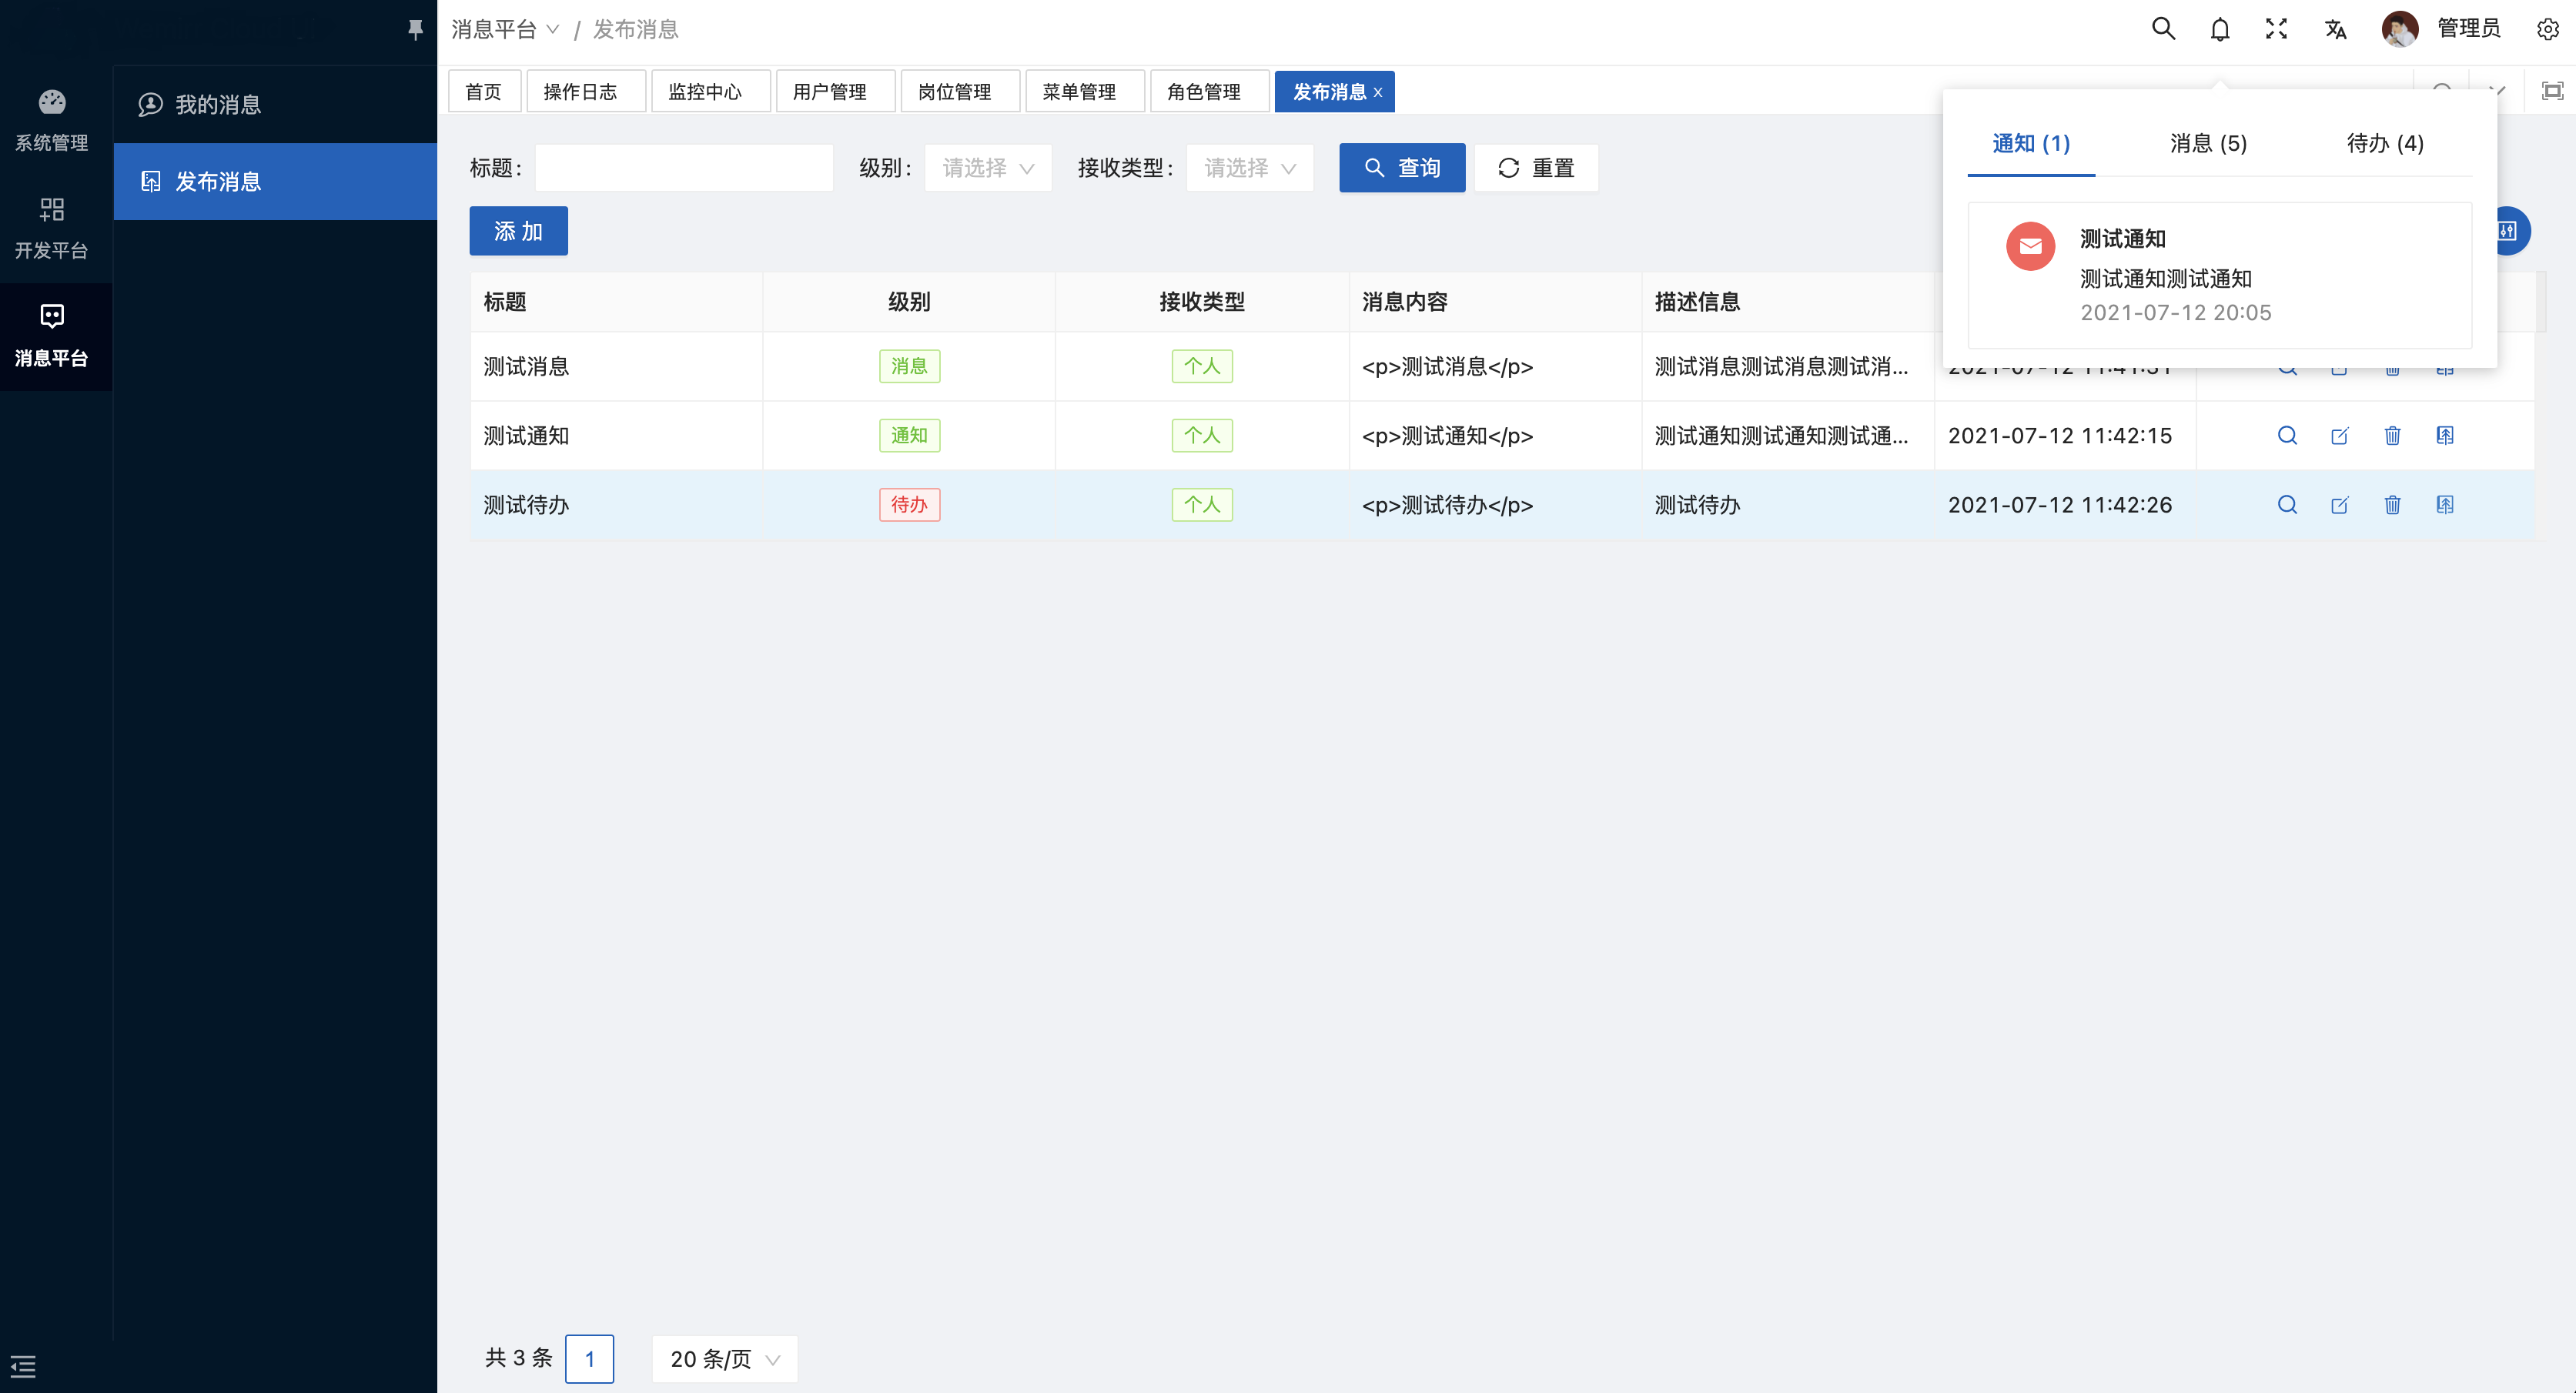 消息平台 / 发布消息
管理员
系统管理
开发平台
消息平台
我的消息
发布消息
首页
操作日志
监控中心
用户管理
岗位管理
菜单管理
角色管理
发布消息 x
标题:
级别: 请选择
接收类型: 请选择
查询
重置
添 加
通知 (1)
消息 (5)
待办 (4)
测试通知
测试通知测试通知
2021-07-12 20:05
标题 级别 接收类型 消息内容 描述信息
测试消息 消息 个人 <p>测试消息</p> 测试消息测试消息测试消...
测试通知 通知 个人 <p>测试通知</p> 测试通知测试通知测试通... 2021-07-12 11:42:15
测试待办 待办 个人 <p>测试待办</p> 测试待办 2021-07-12 11:42:26
共 3 条 1 20 条/页